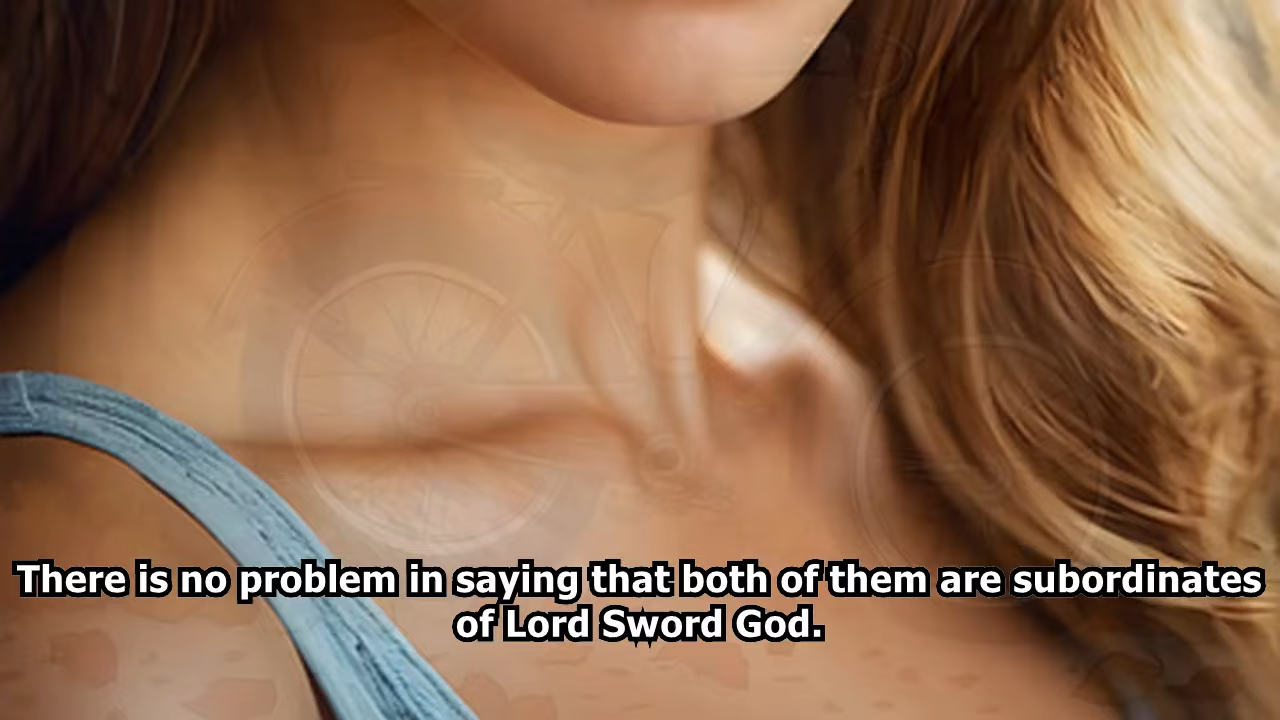 There is no problem in saying that both of them are subordinates
of Lord Sword God.